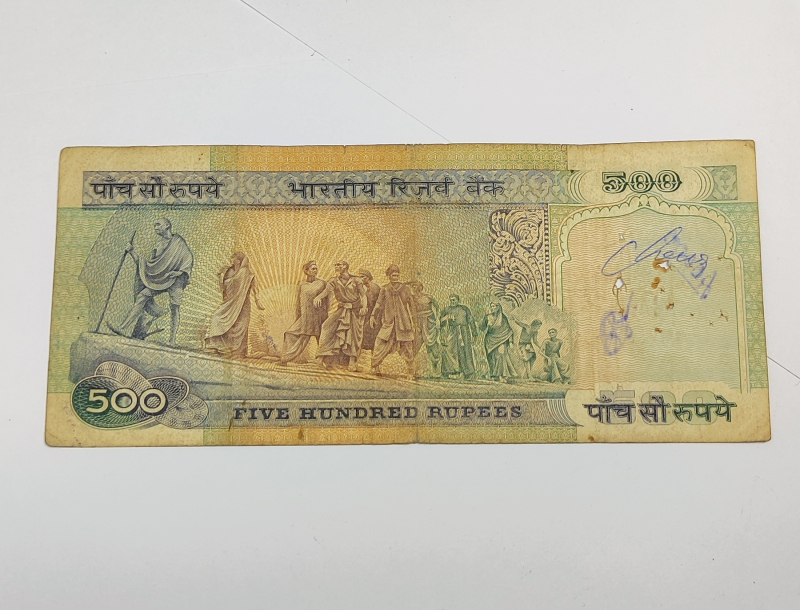 पाँच सौ रुपये भारतीय रिज़र्व बैंक 500
500 FIVE HUNDRED RUPEES पाँच सौ रुपये